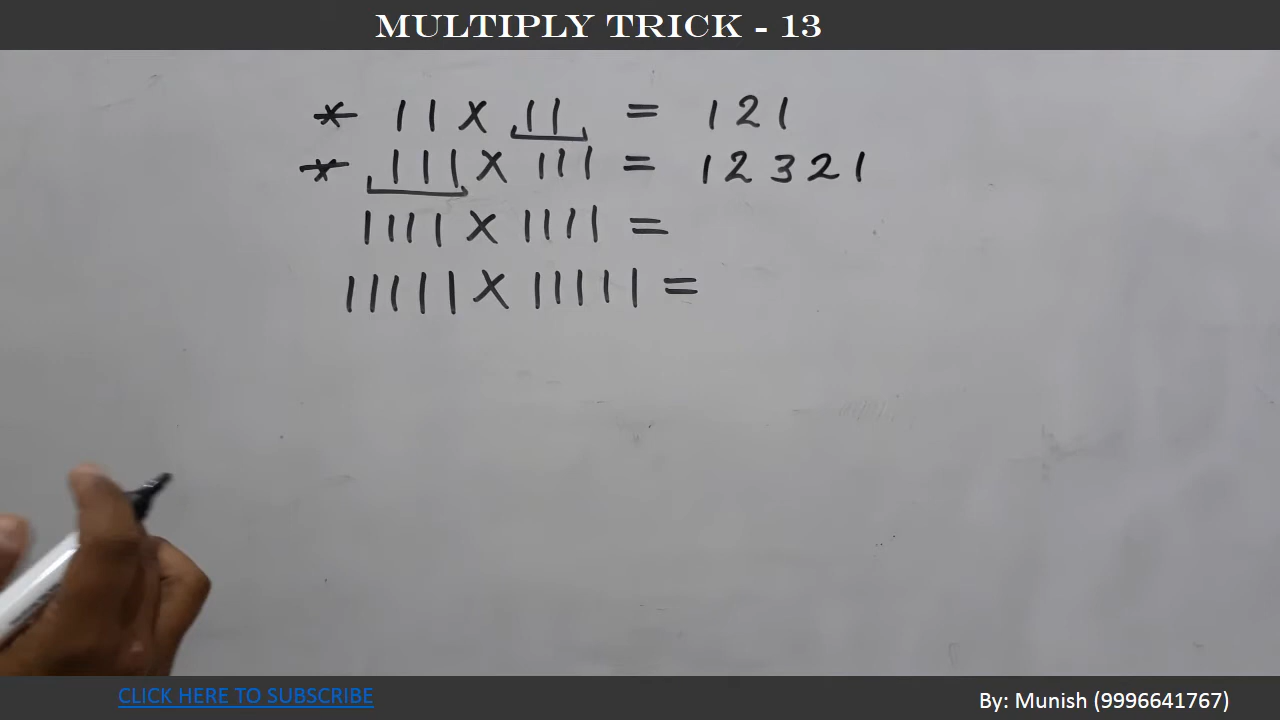 MULTIPLY TRICK - 13
* 11 X 11 = 121
* 111 X 111 = 12321
1111 X 1111 =
11111 X 11111 =
CLICK HERE TO SUBSCRIBE
By: Munish (9996641767)